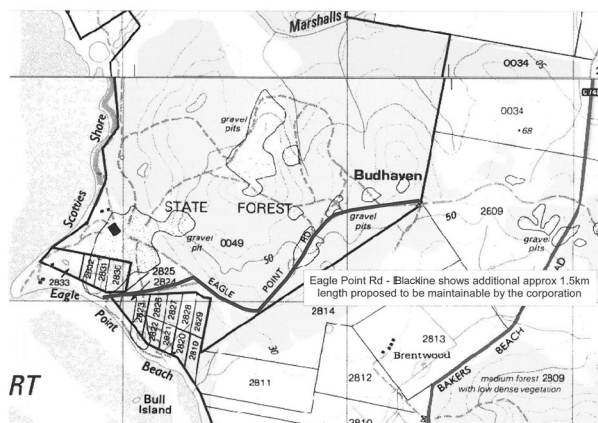 Marshalls
0034
35
0034
• 68
gravel
pits
Scotties Shore
Budhaven
STATE FOREST
gravel
pits
50
2609
gravel
pit
0049
50
EAGLE POINT RD
gravel
pits
2833
2832
2831
2830
2825
2824
Eagle Point Rd - Blackline shows additional approx 1.5km
length proposed to be maintainable by the corporation
Eagle Point Beach
2823
2822
2826
2821
2827
2820
2828
2810
2829
2814
30
2813
Brentwood
BAKERS BEACH
2811
2812
medium forest 2809
with low dense vegetation
RT
Bull
Island
2810